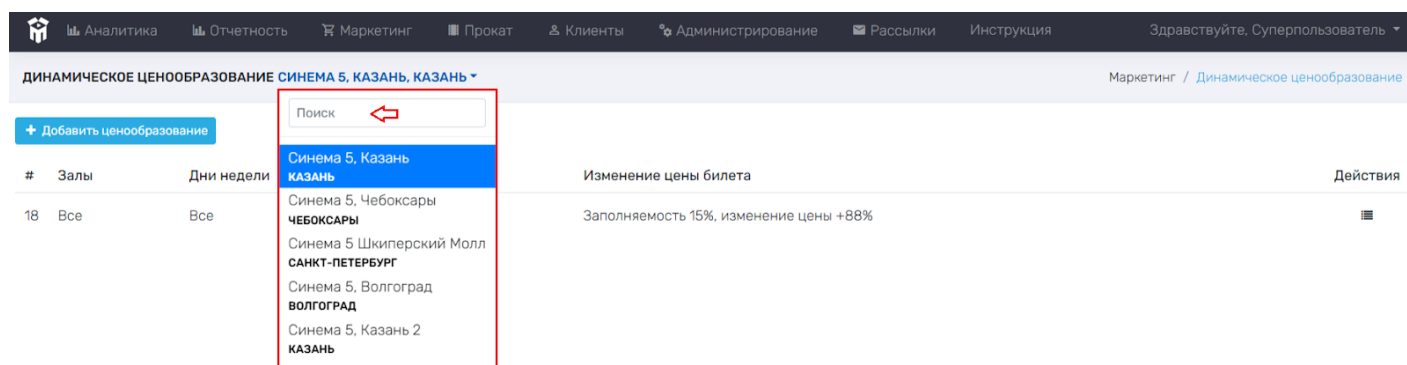 Аналитика Отчетность Маркетинг Прокат Клиенты Администрирование Рассылки Инструкция Здравствуйте, Суперпользователь
ДИНАМИЧЕСКОЕ ЦЕНООБРАЗОВАНИЕ СИНЕМА 5, КАЗАНЬ, КАЗАНЬ Маркетинг / Динамическое ценообразование
Поиск
+ Добавить ценообразование
Синема 5, Казань
КАЗАНЬ
# Залы Дни недели Изменение цены билета Действия
Синема 5, Чебоксары
ЧЕБОКСАРЫ
18 Все Все Заполняемость 15%, изменение цены +88%
Синема 5 Шкиперский Молл
САНКТ-ПЕТЕРБУРГ
Синема 5, Волгоград
ВОЛГОГРАД
Синема 5, Казань 2
КАЗАНЬ